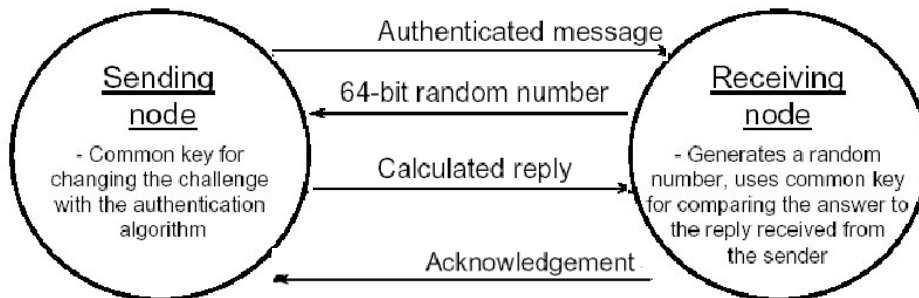 Authenticated message
Sending
node
- Common key for
changing the challenge
with the authentication
algorithm
64-bit random number
Calculated reply
Acknowledgement
Receiving
node
- Generates a random
number, uses common key
for comparing the answer to
the reply received from
the sender